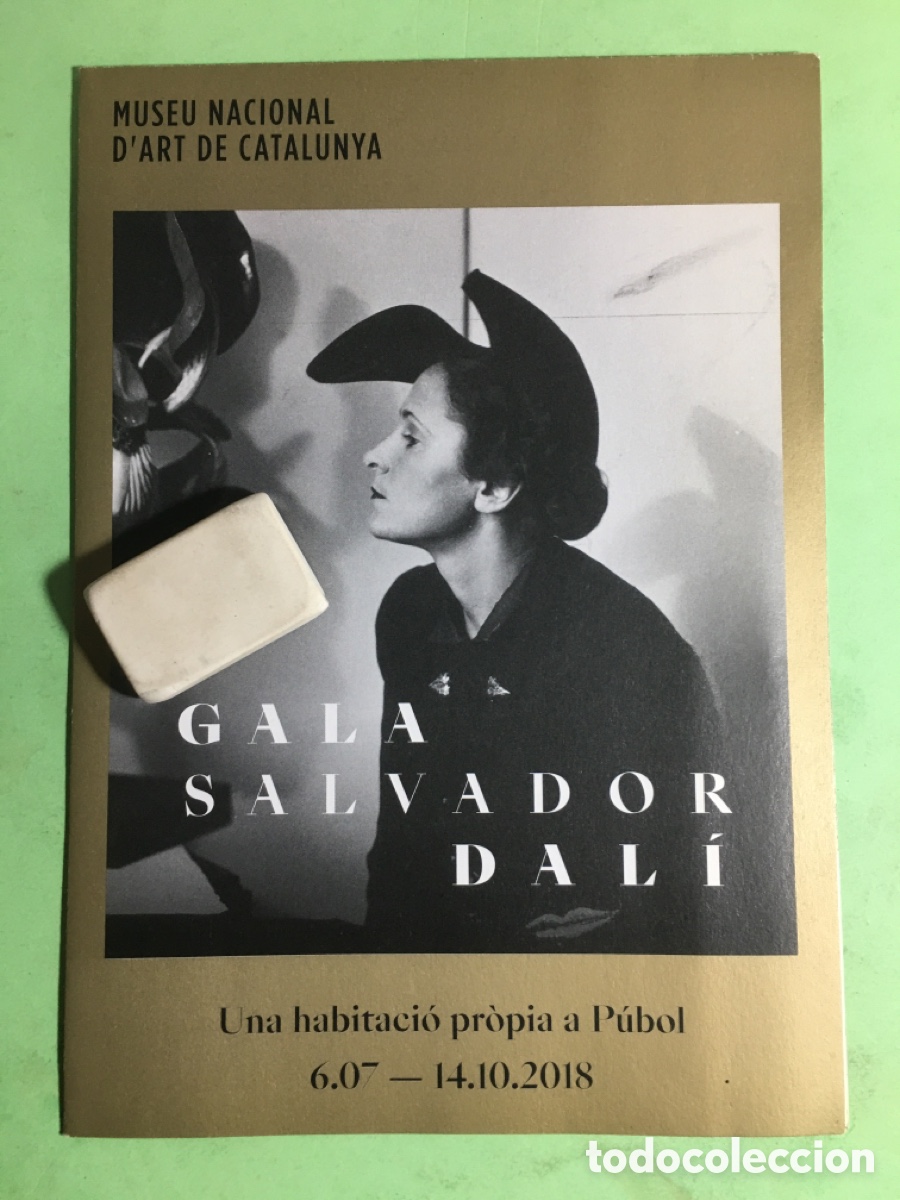 MUSEU NACIONAL
D'ART DE CATALUNYA
GALA
SALVADOR
DALÍ
Una habitació pròpia a Púbol
6.07 — 14.10.2018
todocoleccion